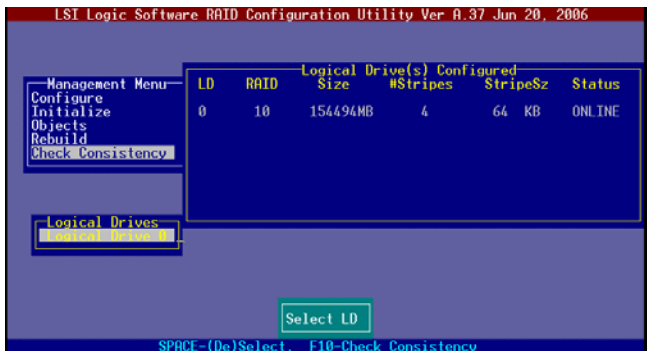 LSI Logic Software RAID Configuration Utility Ver A.37 Jun 20, 2006
Logical Drive(s) Configured
LD RAID Size #Stripes StripeSz Status
0 10 154494MB 4 64 KB ONLINE
Management Menu
Configure
Initialize
Objects
Rebuild
Check Consistency
Logical Drives
Logical Drive 0
Select LD
SPACE-(De)Select, F10-Check Consistency